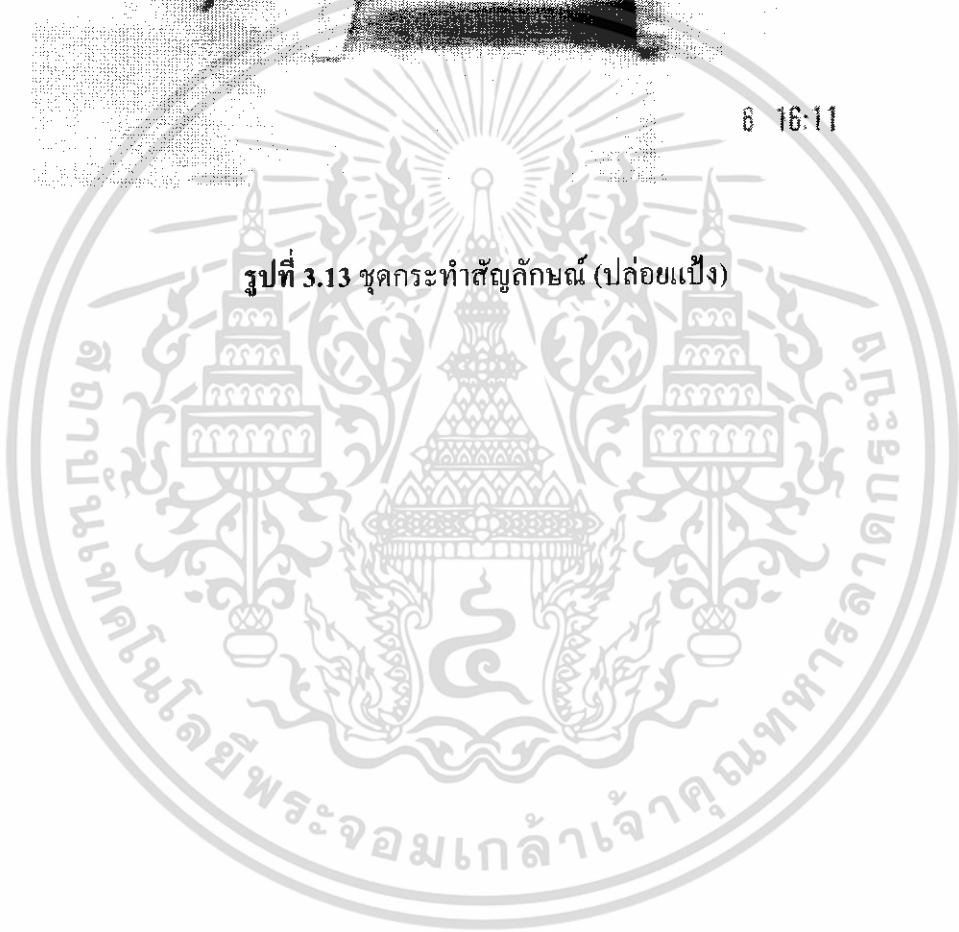 6 16:11
รูปที่ 3.13 ชุดกระทำสัญลักษณ์ (ปล่อยแป้ง)
สถาบันเทคโนโลยีพระจอมเกล้าเจ้าคุณทหารลาดกระบัง
๔